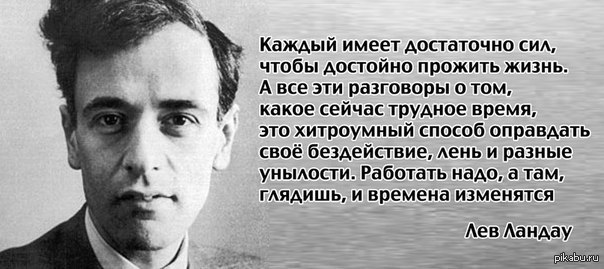 Каждый имеет достаточно сил,
чтобы достойно прожить жизнь.
А все эти разговоры о том,
какое сейчас трудное время,
это хитроумный способ оправдать
своё бездействие, лень и разные
унылости. Работать надо, а там,
глядишь, и времена изменятся
Лев Ландау
pikabu.ru